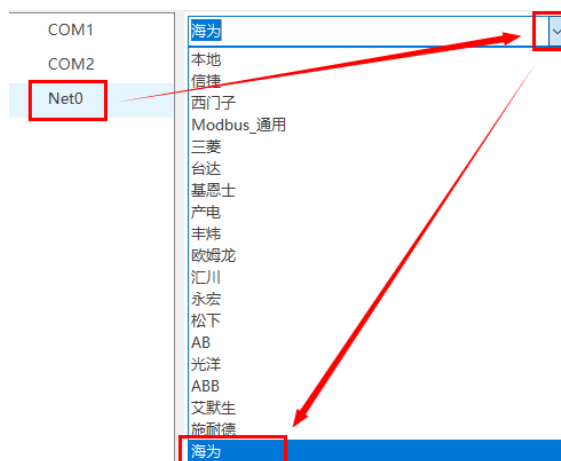 COM1
COM2
Net0
海为
本地
信捷
西门子
Modbus_通用
三菱
台达
基恩士
产电
丰炜
欧姆龙
汇川
永宏
松下
AB
光洋
ABB
艾默生
施耐德
海为